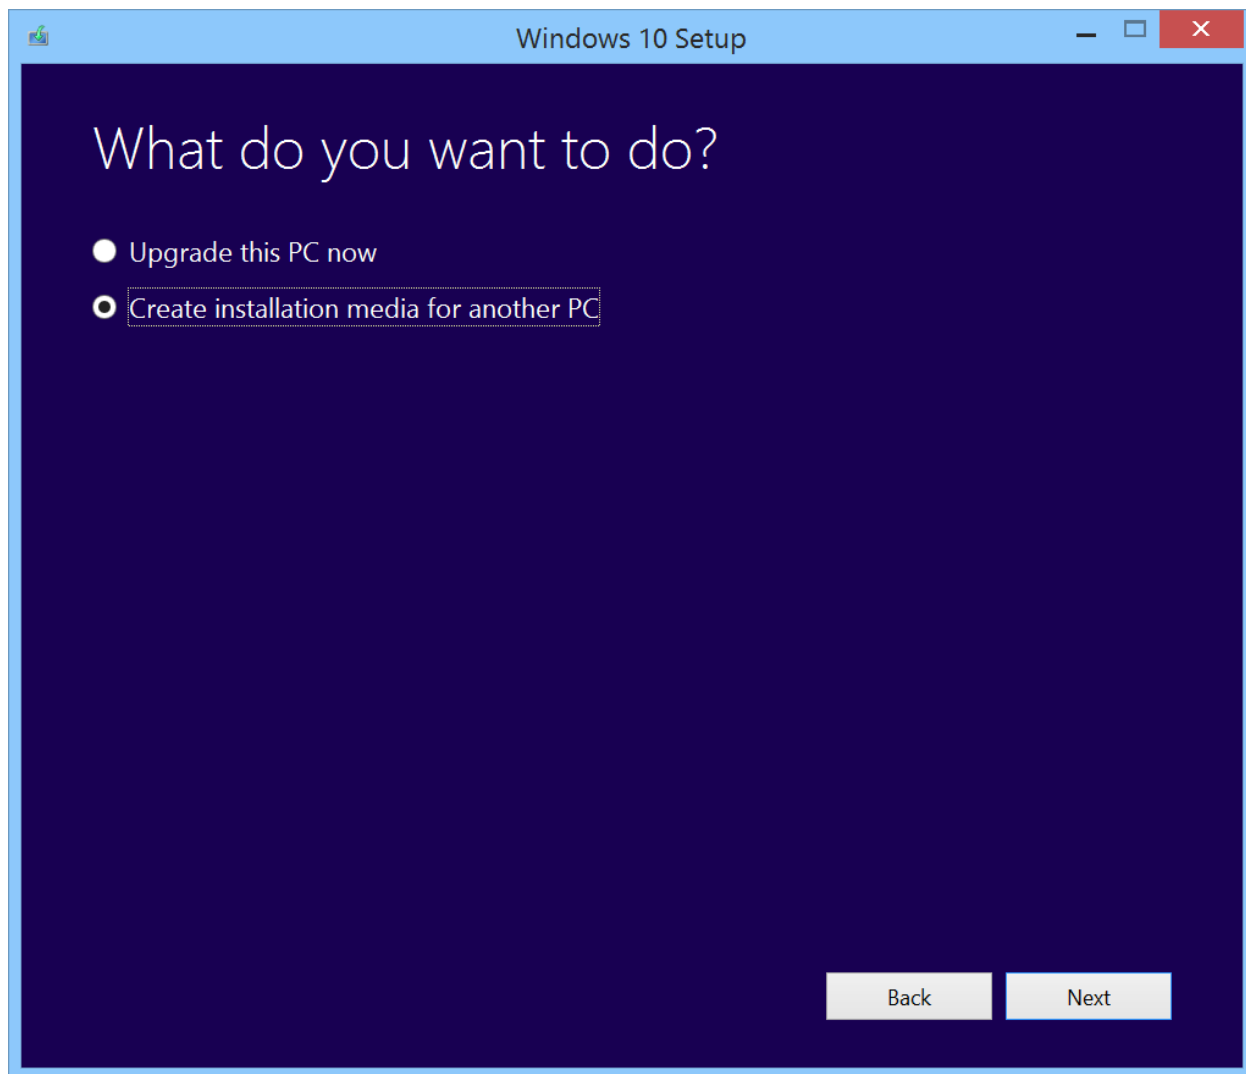 Windows 10 Setup
What do you want to do?
Upgrade this PC now
Create installation media for another PC
Back
Next